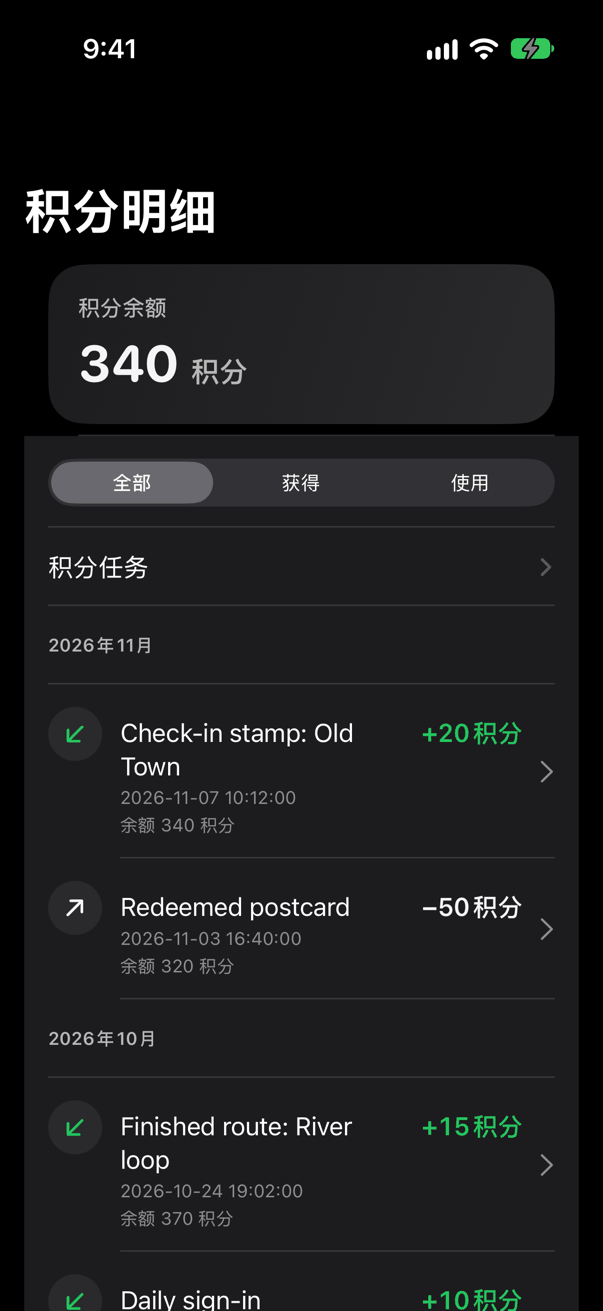 9:41
积分明细
积分余额
340 积分
全部
获得
使用
积分任务
2026年11月
Check-in stamp: Old
Town
+20积分
2026-11-07 10:12:00
余额 340 积分
Redeemed postcard
−50积分
2026-11-03 16:40:00
余额 320 积分
2026年10月
Finished route: River
loop
+15积分
2026-10-24 19:02:00
余额 370 积分
Daily sign-in
+10积分